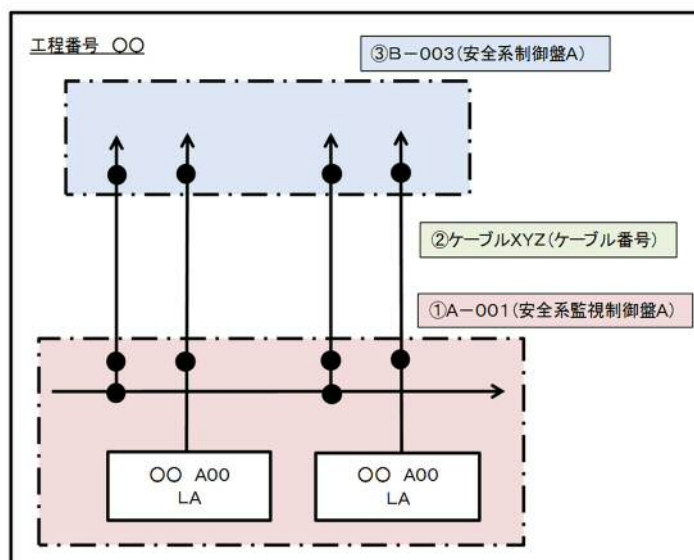 工程番号 〇〇
③B－003(安全系制御盤A)
②ケーブルXYZ(ケーブル番号)
①A－001(安全系監視制御盤A)
〇〇 A00
LA
〇〇 A00
LA